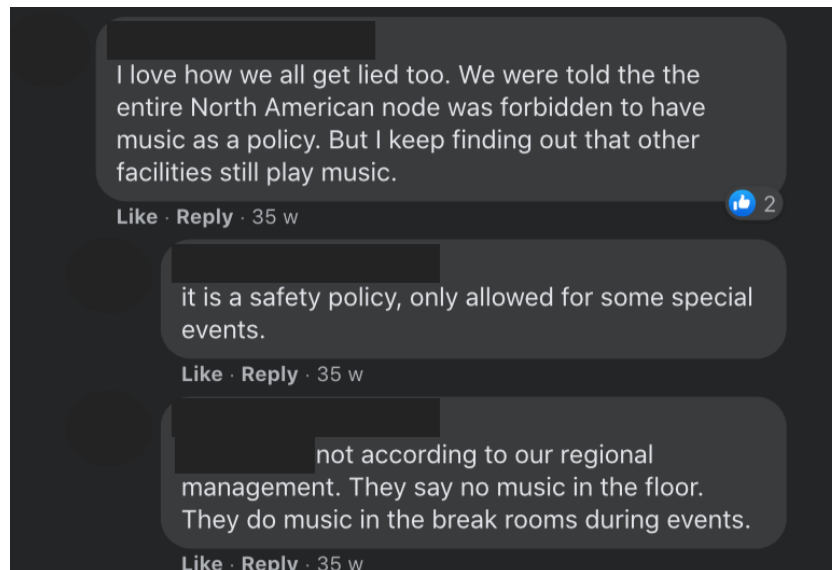 I love how we all get lied too. We were told the the
entire North American node was forbidden to have
music as a policy. But I keep finding out that other
facilities still play music.
2
Like · Reply · 35 w
it is a safety policy, only allowed for some special
events.
Like · Reply · 35 w
not according to our regional
management. They say no music in the floor.
They do music in the break rooms during events.
Like · Reply · 35 w